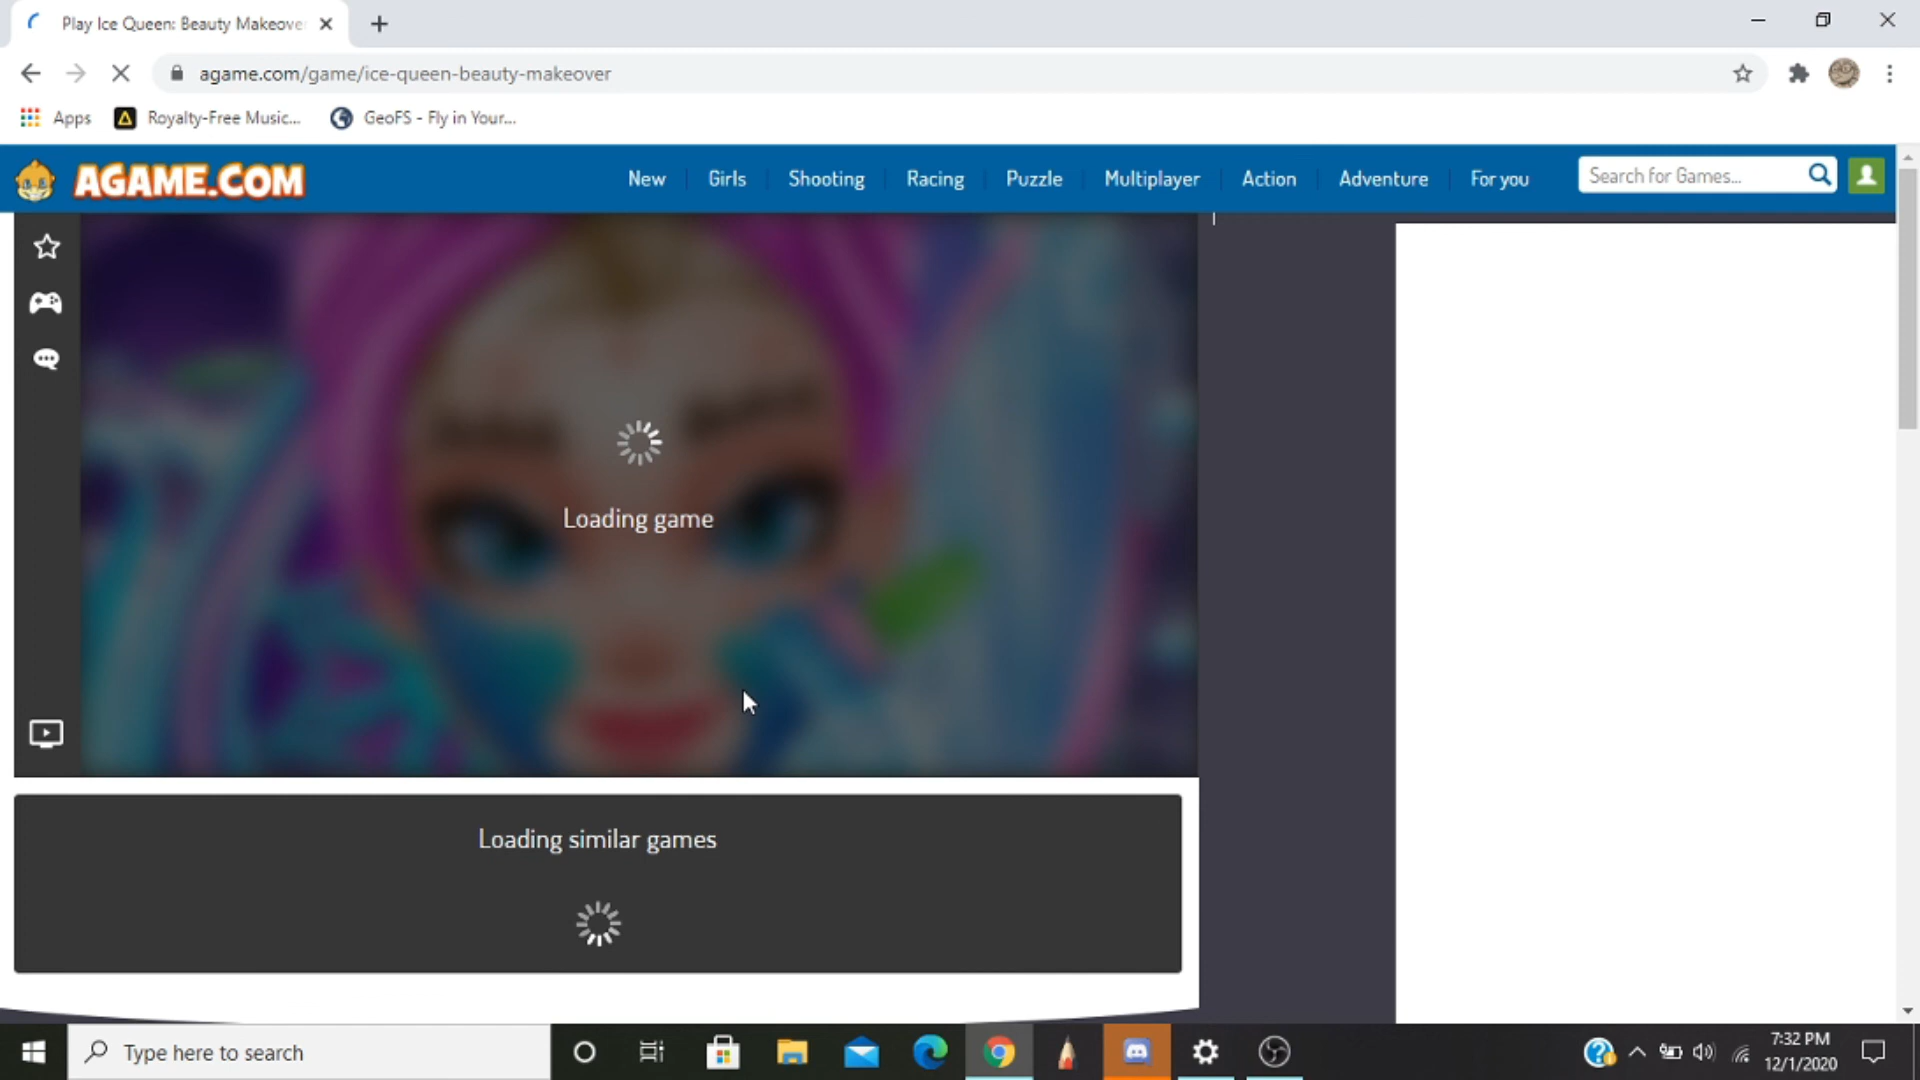 Play Ice Queen: Beauty Makeove
agame.com/game/ice-queen-beauty-makeover
Apps Royalty-Free Music... GeoFS - Fly in Your...
AGAME.COM New Girls Shooting Racing Puzzle Multiplayer Action Adventure For you Search for Games...
Loading game
Loading similar games
Type here to search
7:32 PM
12/1/2020